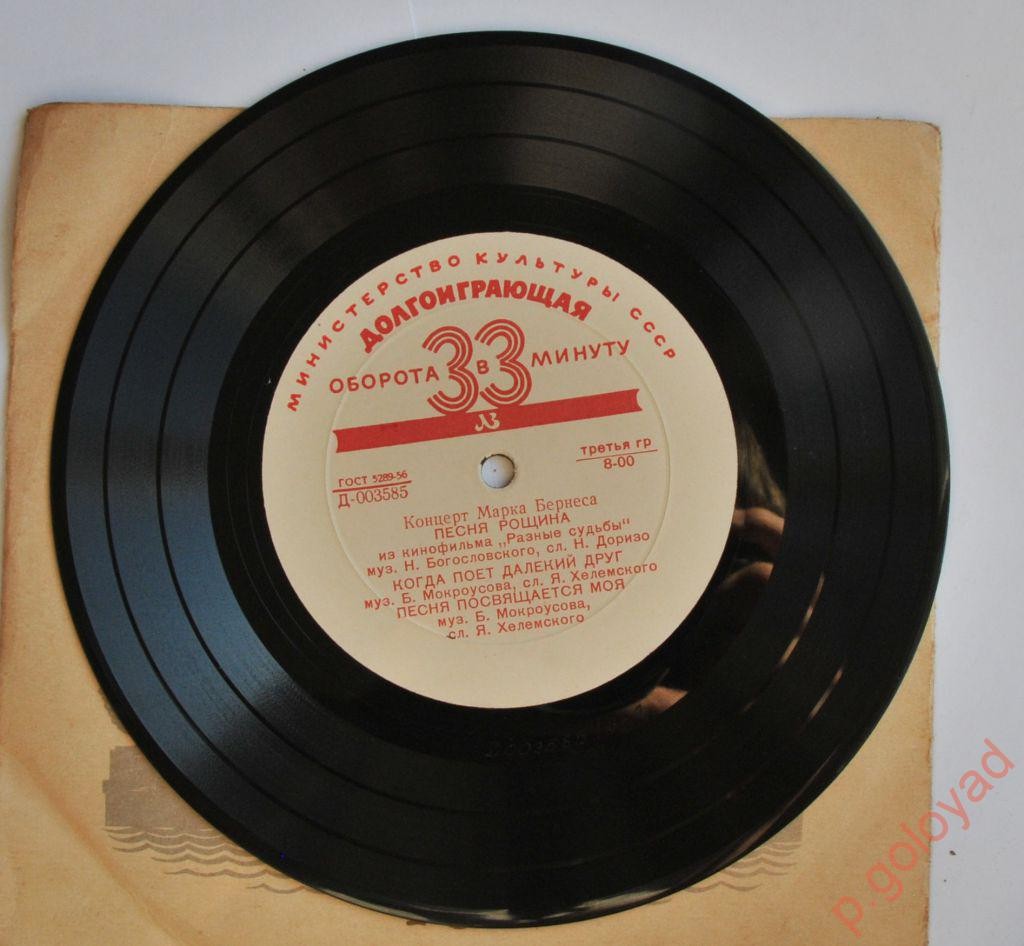 МИНИСТЕРСТВО КУЛЬТУРЫ СССР
ДОЛГОИГРАЮЩАЯ
ОБОРОТА 33 В МИНУТУ
ГОСТ 5289-56
Д-003585
третья гр
8-00
Концерт Марка Бернеса
ПЕСНЯ РОЩИНА
из кинофильма „Разные судьбы"
муз. Н. Богословского, сл. Н. Доризо
КОГДА ПОЕТ ДАЛЕКИЙ ДРУГ
муз. Б. Мокроусова, сл. Я. Хелемского
ПЕСНЯ ПОСВЯЩАЕТСЯ МОЯ
муз. Б. Мокроусова,
сл. Я. Хелемского
p.goloyad